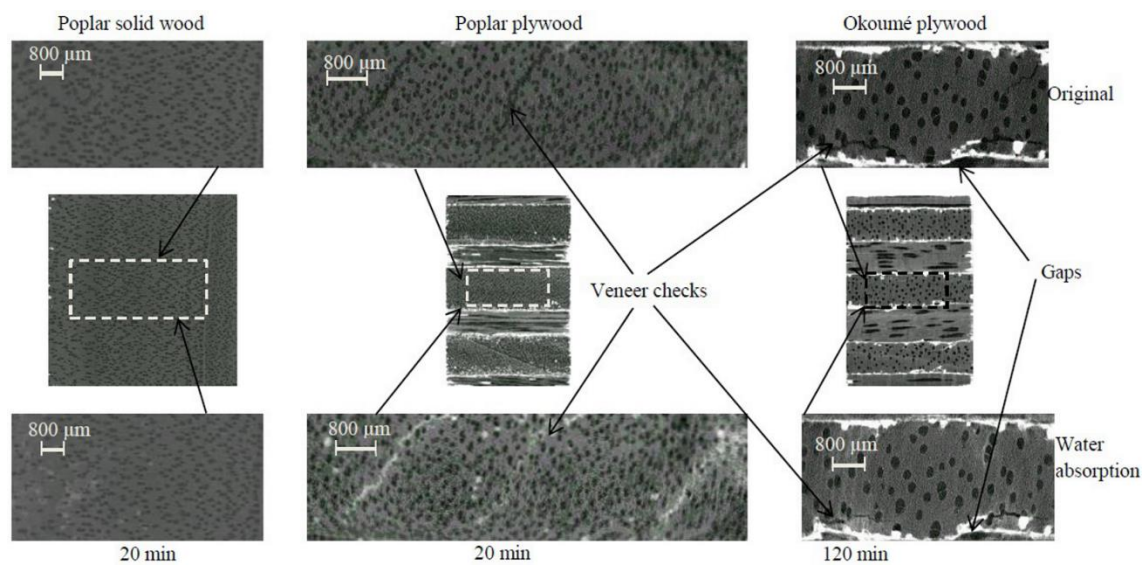 Poplar solid wood
Poplar plywood
Okoumé plywood
800 µm
800 µm
800 µm
Original
Veneer checks
Gaps
800 µm
800 µm
800 µm
Water
absorption
20 min
20 min
120 min